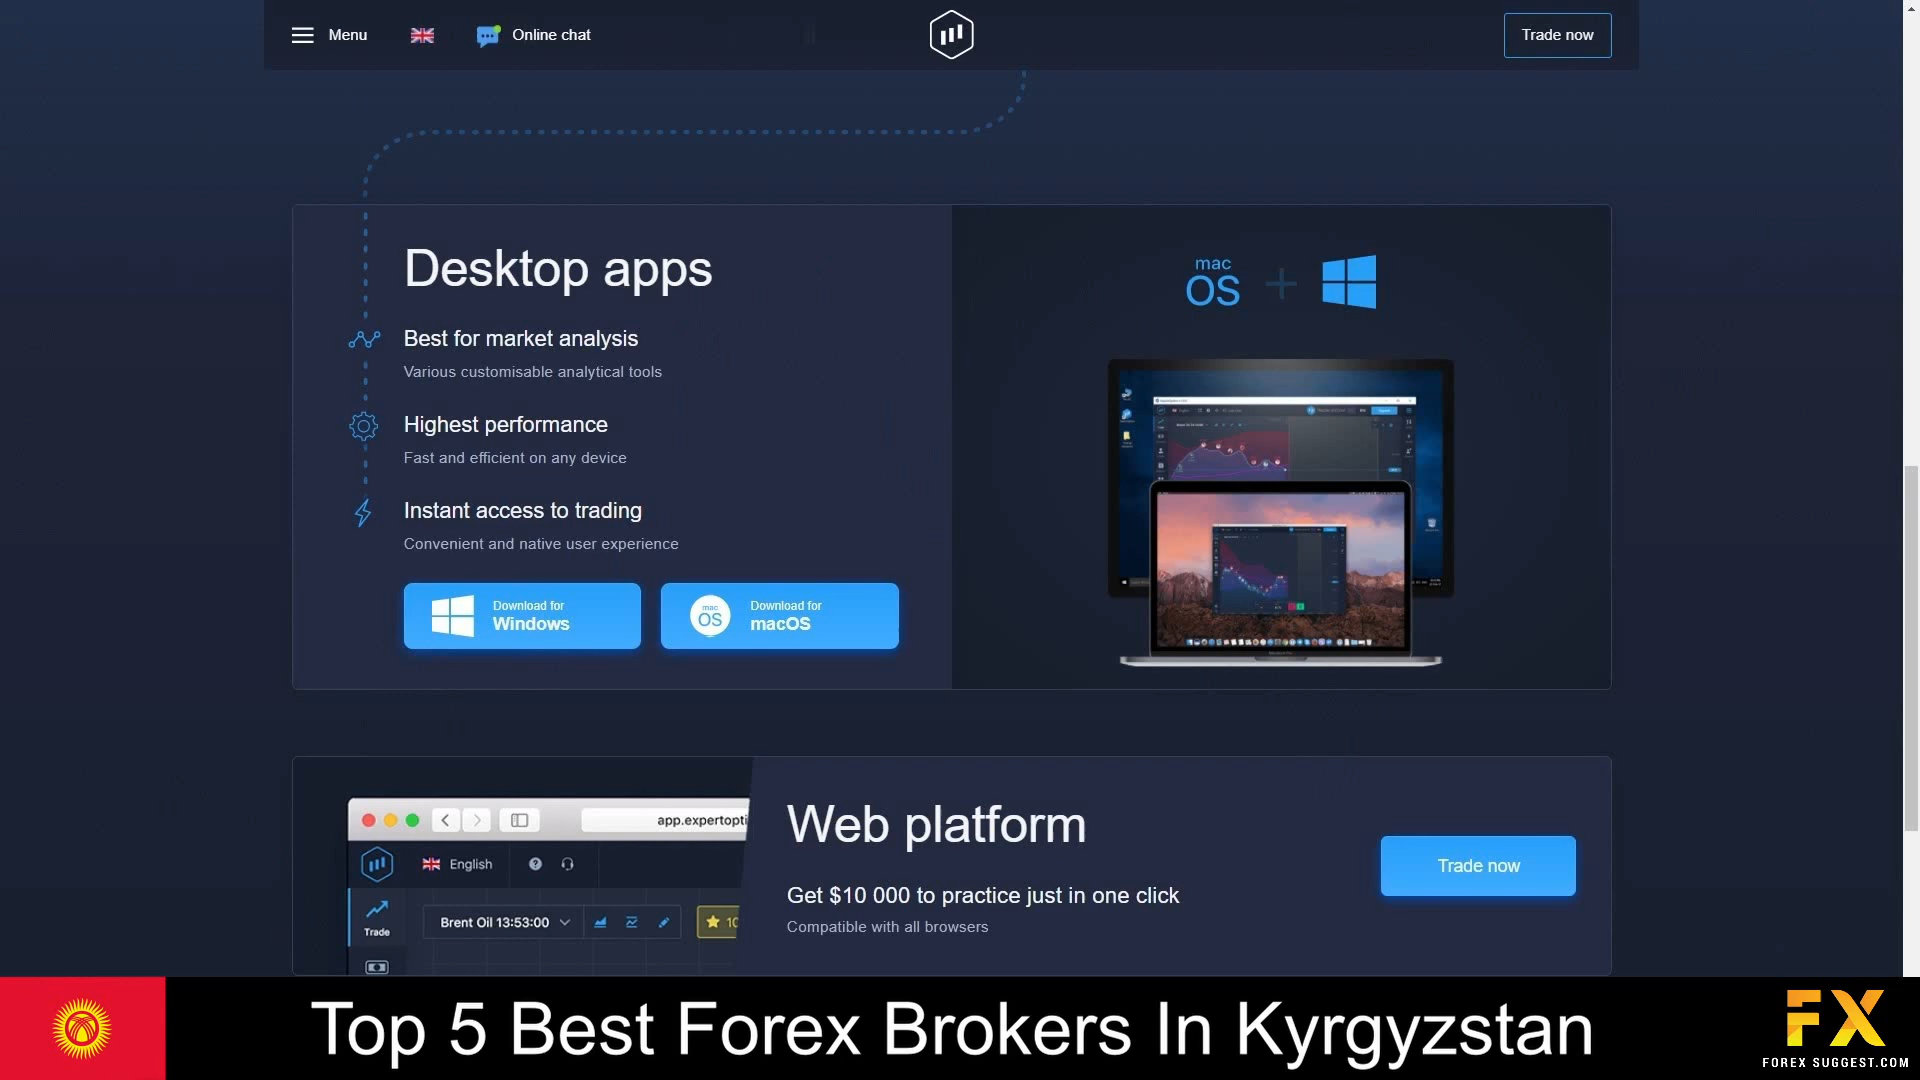 Menu
Online chat
Trade now
Desktop apps
mac
OS
Best for market analysis
Various customisable analytical tools
Highest performance
Fast and efficient on any device
Instant access to trading
Convenient and native user experience
Download for
Windows
mac
OS
Download for
macOS
app.expertopti
English
Brent Oil 13:53:00
10
Trade
Web platform
Get $10 000 to practice just in one click
Compatible with all browsers
Trade now
Top 5 Best Forex Brokers In Kyrgyzstan
FX
FOREX SUGGEST.COM